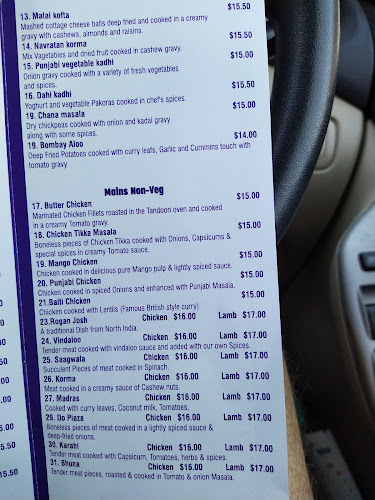 13. Malai kofta $15.50
Mashed cottage cheese balls deep fried and cooked in a creamy
gravy with cashews, almonds and raisins.
14. Navratan korma $15.50
Mix Vagetables and dried fruit cooked in cashew gravy.
15. Punjabi vegetable kadhi $15.00
Onion gravy cooked with a variety of fresh vegetables
and spices.
16. Dahi kadhi $15.50
Yoghurt and vegetable Pakoras cooked in chef's spices.
19. Chana masala $15.00
Dry chickpeas cooked with onion and kadai gravy
along with some spices.
19. Bombay Aloo $14.00
Deep Fried Potatoes cooked with curry leafs, Garlic and Cummins touch with
tomato gravy
Mains Non-Veg
17. Butter Chicken $15.00
Marinated Chicken Fillets roasted in the Tandoori oven and cooked
in a creamy Tomato gravy.
18. Chicken Tikka Masala $15.00
Boneless pieces of Chicken Tikka cooked with Onions, Capsicums &
special spices in creamy Tomato sauce.
19. Mango Chicken $15.00
Chicken cooked in delicious pure Mango pulp & lightly spiced sauce.
20. Punjabi Chicken $15.00
Chicken cooked in spiced Onions and enhanced with Punjabi Masala.
21.Balti Chicken $15.00
Chicken cooked with Lentils (Famous British style curry)
23.Rogan Josh Chicken $16.00 Lamb $17.00
A traditional Dish from North India.
24. Vindaloo Chicken $16.00 Lamb $17.00
Tender meat cooked with vindaloo sauce and added with our own Spices.
25. Saagwala Chicken $16.00 Lamb $17.00
Succulent Pieces of meat cooked in Spinach.
26. Korma Chicken $16.00 Lamb $17.00
Meat cooked in a creamy sauce of Cashew nuts.
27. Madras Chicken $16.00 Lamb $17.00
Cooked with curry leaves, Coconut milk, Tomatoes.
29. Do Piaza Chicken $16.00 Lamb $17.00
Boneless pieces of meat cooked in a lightly spiced sauce &
deep-fried onions.
30. Karahi Chicken $16.00 Lamb $17.00
Tender meat cooked with Capsicum, Tomatoes, herbs & spices.
31. Bhuna Chicken $16.00 Lamb $17.00
Tender meat pieces, roasted & cooked in Tomato & onion Masala.